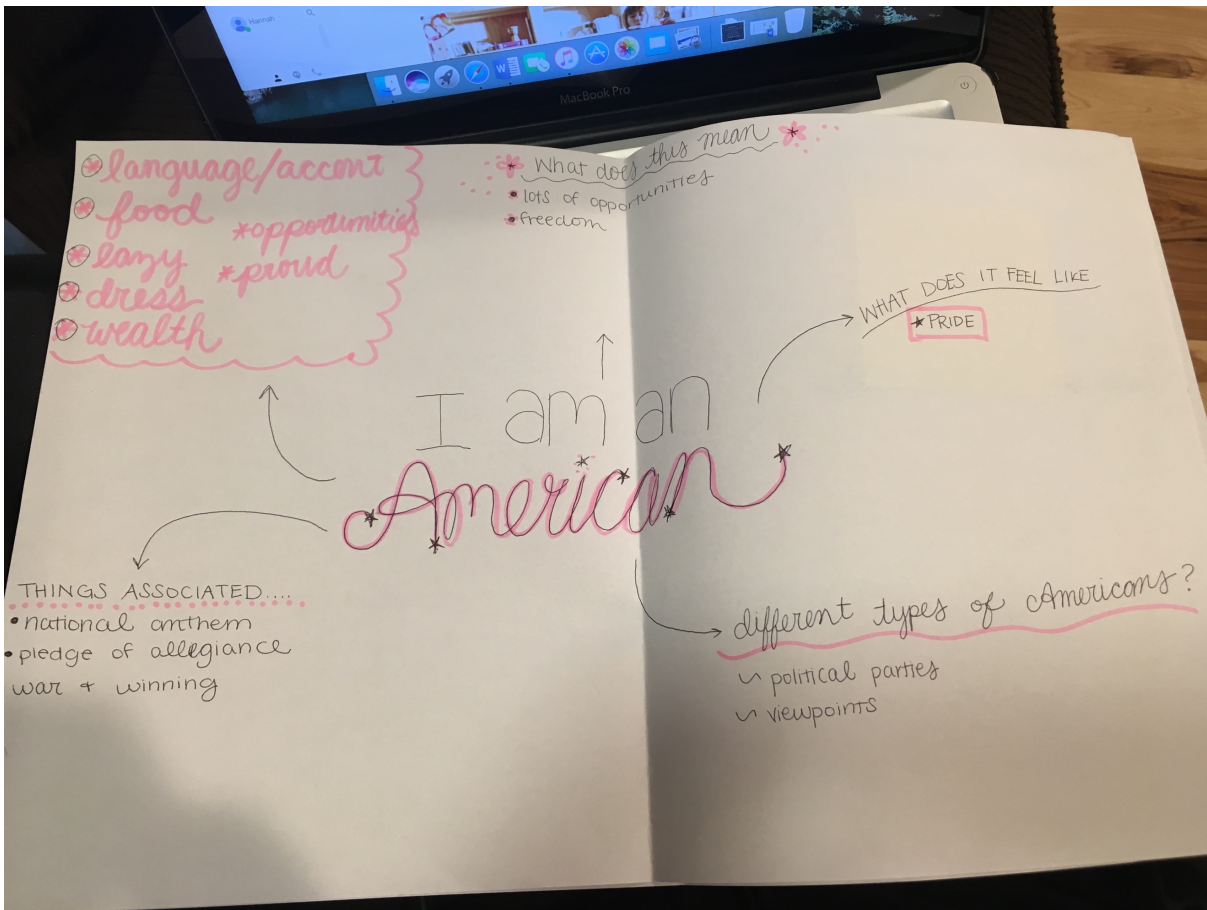 Hannah
MacBook Pro
language/accent
food
*opportunities
lazy
*proud
dress
wealth
What does this mean
• lots of opportunities
• freedom
WHAT DOES IT FEEL LIKE
★PRIDE
I am an
American
THINGS ASSOCIATED....
• national anthem
• pledge of allegiance
war + winning
different types of Americans?
~ political parties
~ viewpoints